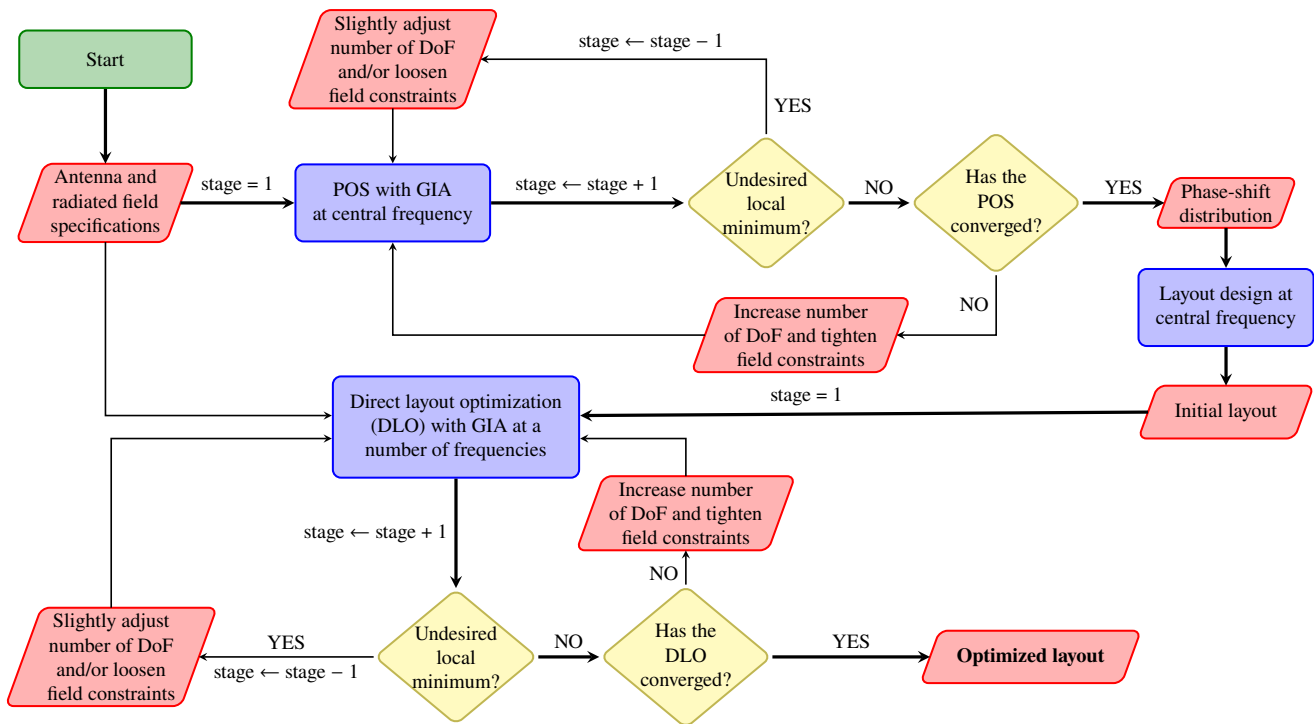 Start
Slightly adjust
number of DoF
and/or loosen
field constraints
stage ← stage − 1
YES
Antenna and
radiated field
specifications
stage = 1
POS with GIA
at central frequency
stage ← stage + 1
Undesired
local
minimum?
NO
Has the
POS
converged?
YES
Phase-shift
distribution
NO
Increase number
of DoF and tighten
field constraints
Layout design at
central frequency
Initial layout
stage = 1
Direct layout optimization
(DLO) with GIA at a
number of frequencies
stage ← stage + 1
Increase number
of DoF and tighten
field constraints
NO
Slightly adjust
number of DoF
and/or loosen
field constraints
YES
stage ← stage − 1
Undesired
local
minimum?
NO
Has the
DLO
converged?
YES
Optimized layout